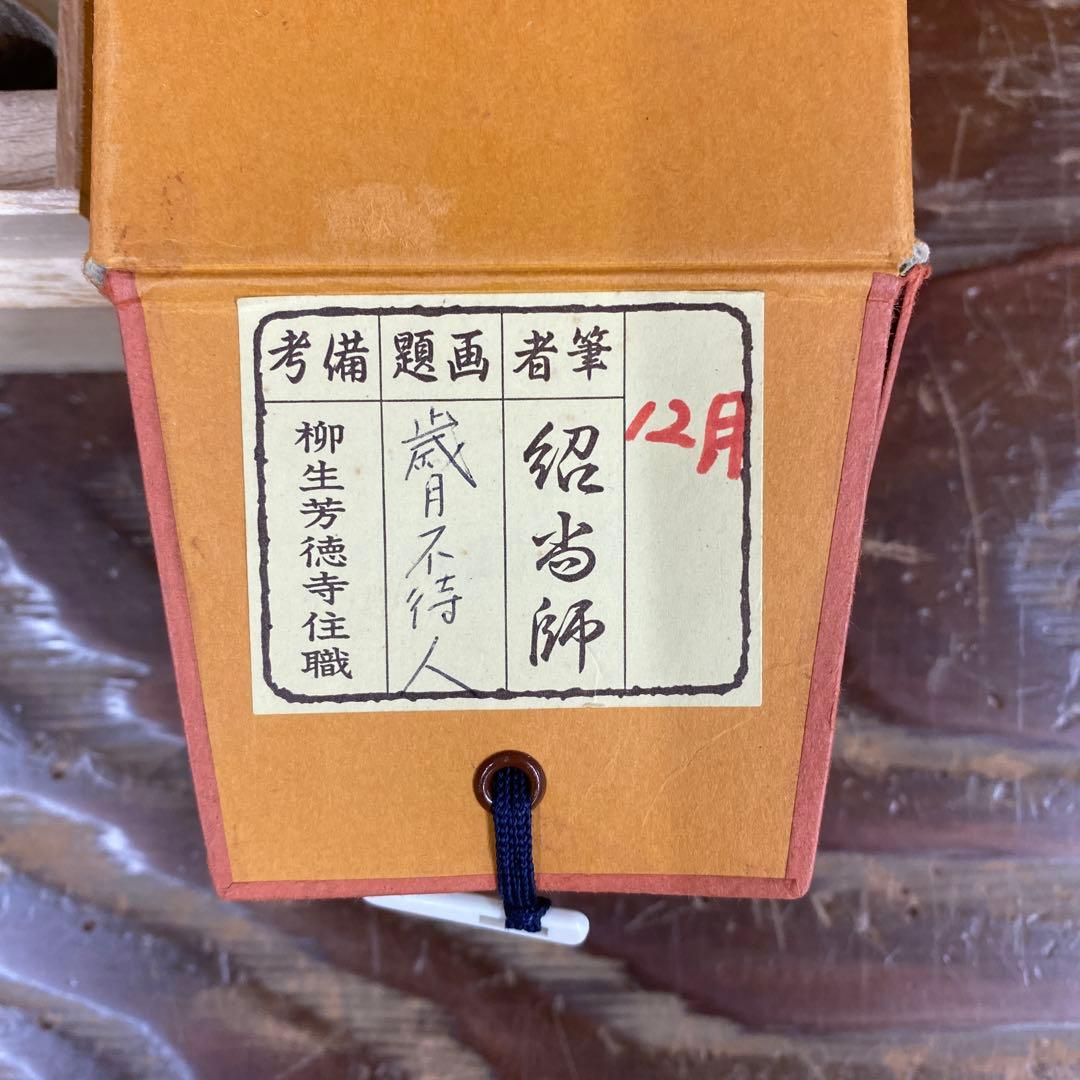 12月
筆者
紹尚師
画題
歳月不待人
備考
柳生芳徳寺住職